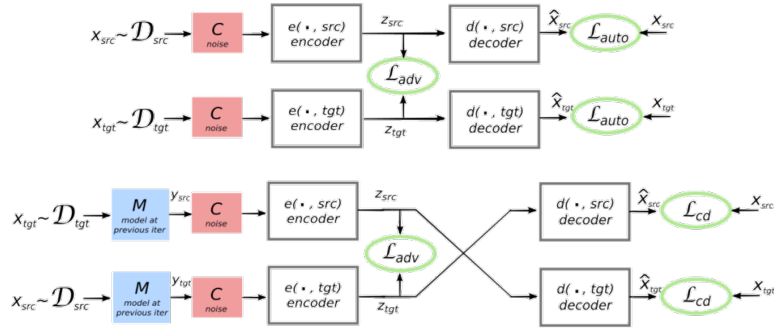 x_src ~ D_src
C
noise
e(·, src)
encoder
z_src
d(·, src)
decoder
x̂_src
L_auto
x_src
L_adv
x_tgt ~ D_tgt
C
noise
e(·, tgt)
encoder
z_tgt
d(·, tgt)
decoder
x̂_tgt
L_auto
x_tgt
x_tgt ~ D_tgt
M
model at
previous iter
y_src
C
noise
e(·, src)
encoder
z_src
d(·, src)
decoder
x̂_src
L_cd
x_src
L_adv
x_src ~ D_src
M
model at
previous iter
y_tgt
C
noise
e(·, tgt)
encoder
z_tgt
d(·, tgt)
decoder
x̂_tgt
L_cd
x_tgt